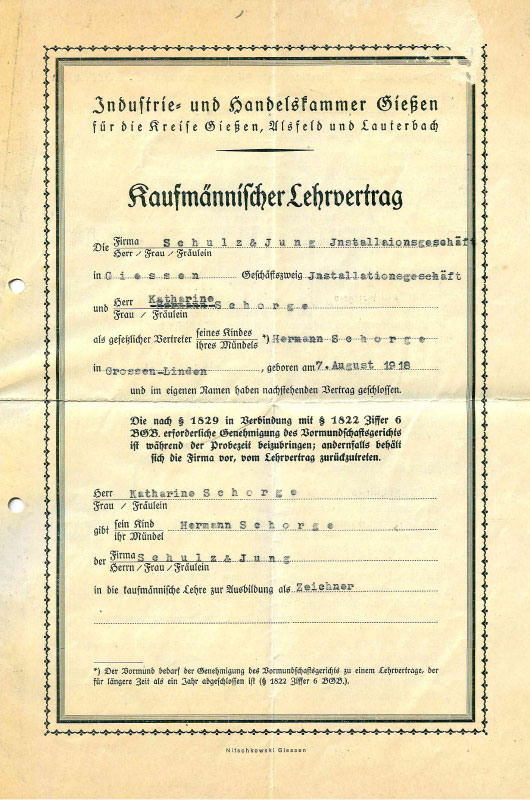 Industrie- und Handelskammer Gießen
für die Kreise Gießen, Alsfeld und Lauterbach
Kaufmännischer Lehrvertrag
Die Firma Schulz & Jung Jnstallaionsgeschäft
Herr / Frau / Fräulein
in Giessen Geschäftszweig Jnstallationsgeschäft
und Herr Katharine Schorge
Frau / Fräulein
als gesetzlicher Vertreter seines Kindes *) Hermann Schorge
ihres Mündels
in Grossen-Linden, geboren am 7. August 1918
und im eigenen Namen haben nachstehenden Vertrag geschlossen.
Die nach § 1829 in Verbindung mit § 1822 Ziffer 6
BGB. erforderliche Genehmigung des Vormundschaftsgerichts
ist während der Probezeit beizubringen; andernfalls behält
sich die Firma vor, vom Lehrvertrag zurückzutreten.
Herr Katharine Schorge
Frau / Fräulein
gibt sein Kind Hermann Schorge
ihr Mündel
der Firma Schulz & Jung
Herrn / Frau / Fräulein
in die kaufmännische Lehre zur Ausbildung als Zeichner
*) Der Vormund bedarf der Genehmigung des Vormundschaftsgerichts zu einem Lehrvertrage, der
für längere Zeit als ein Jahr abgeschlossen ist (§ 1822 Ziffer 6 BGB.).
Nitschkowski Giessen